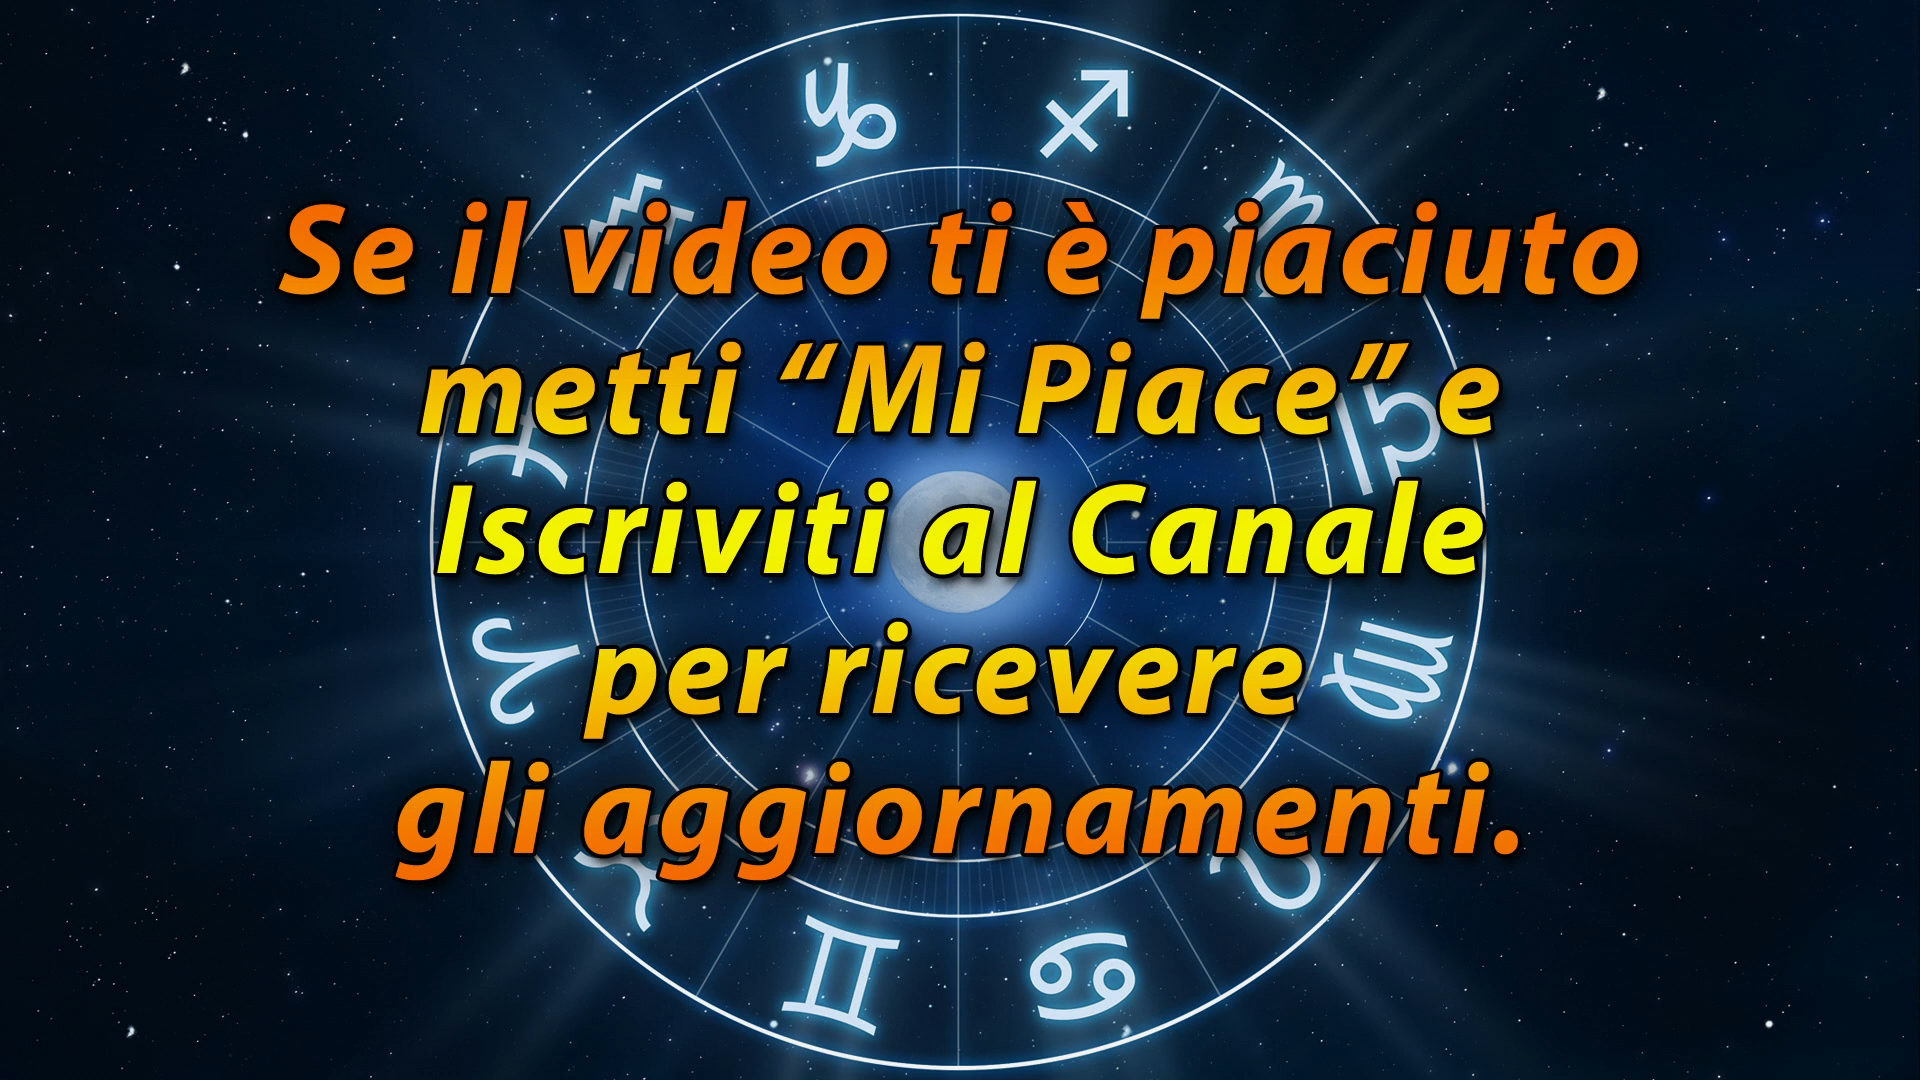 Se il video ti è piaciuto
metti “Mi Piace” e
Iscriviti al Canale
per ricevere
gli aggiornamenti.